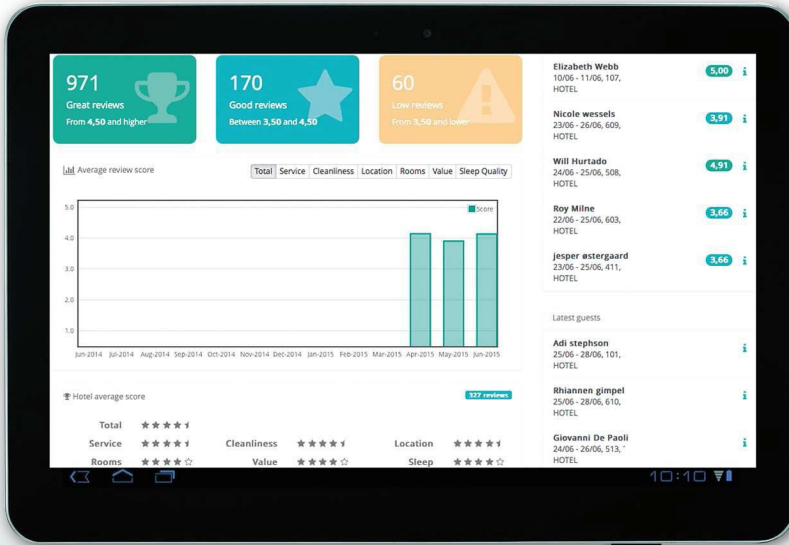 971
Great reviews
From 4,50 and higher
170
Good reviews
Between 3,50 and 4,50
60
Low reviews
From 3,50 and lower
Average review score
Total Service Cleanliness Location Rooms Value Sleep Quality
Score
5.0
4.0
3.0
2.0
1.0
Jun-2014 Jul-2014 Aug-2014 Sep-2014 Oct-2014 Nov-2014 Dec-2014 Jan-2015 Feb-2015 Mar-2015 Apr-2015 May-2015 Jun-2015
Hotel average score 327 reviews
Total
Service Cleanliness Location
Rooms Value Sleep
Elizabeth Webb 5,00
10/06 - 11/06, 107,
HOTEL
Nicole wessels 3,91
23/06 - 26/06, 609,
HOTEL
Will Hurtado 4,91
24/06 - 25/06, 508,
HOTEL
Roy Milne 3,66
22/06 - 25/06, 603,
HOTEL
jesper østergaard 3,66
23/06 - 25/06, 411,
HOTEL
Latest guests
Adi stephson
25/06 - 28/06, 101,
HOTEL
Rhiannen gimpel
25/06 - 28/06, 610,
HOTEL
Giovanni De Paoli
24/06 - 26/06, 513,
HOTEL
10:10